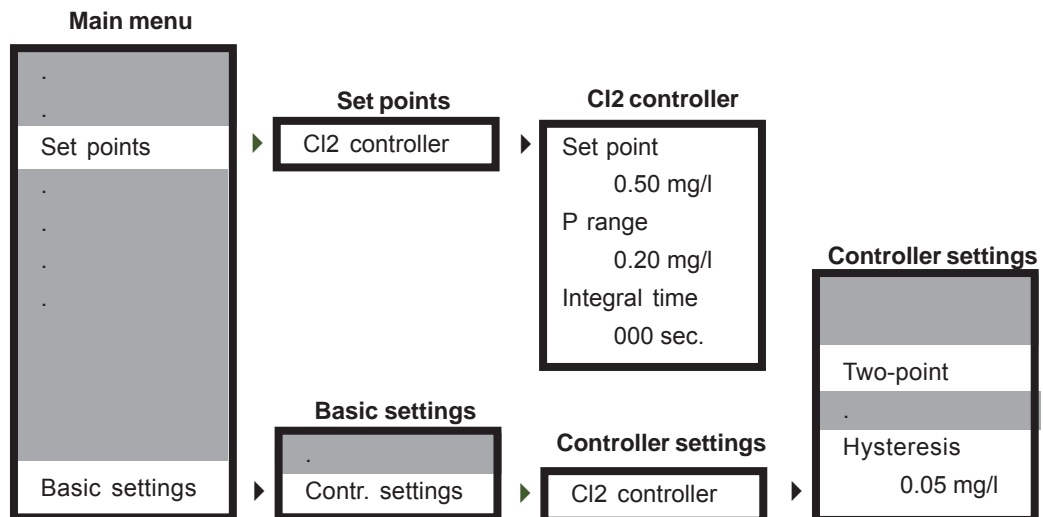 Main menu
.
.
Set points
.
.
.
.
Basic settings
Set points
Cl2 controller
Cl2 controller
Set point
0.50 mg/l
P range
0.20 mg/l
Integral time
000 sec.
Basic settings
.
Contr. settings
Controller settings
Cl2 controller
Controller settings
Two-point
.
Hysteresis
0.05 mg/l